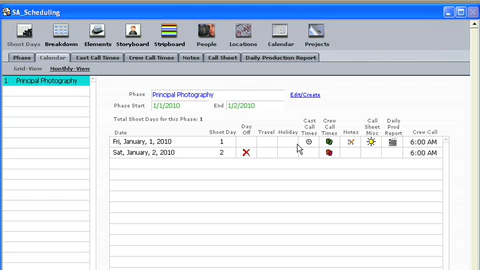 SA_Scheduling
Shoot Days Breakdown Elements Storyboard Stripboard People Locations Calendar Projects
Phase Calendar Cast Call Times Crew Call Times Notes Call Sheet Daily Production Report
Grid-View Monthly-View
1 Principal Photography
Phase Principal Photography Edit/Create
Phase Start 1/1/2010 End 1/2/2010
Total Shoot Days for this Phase: 1
Date Shoot Day Day Off Travel Holiday Cast Call Times Crew Call Times Notes Call Sheet Misc Daily Prod Report Crew Call
Fri, January, 1, 2010 1 6:00 AM
Sat, January, 2, 2010 2 6:00 AM